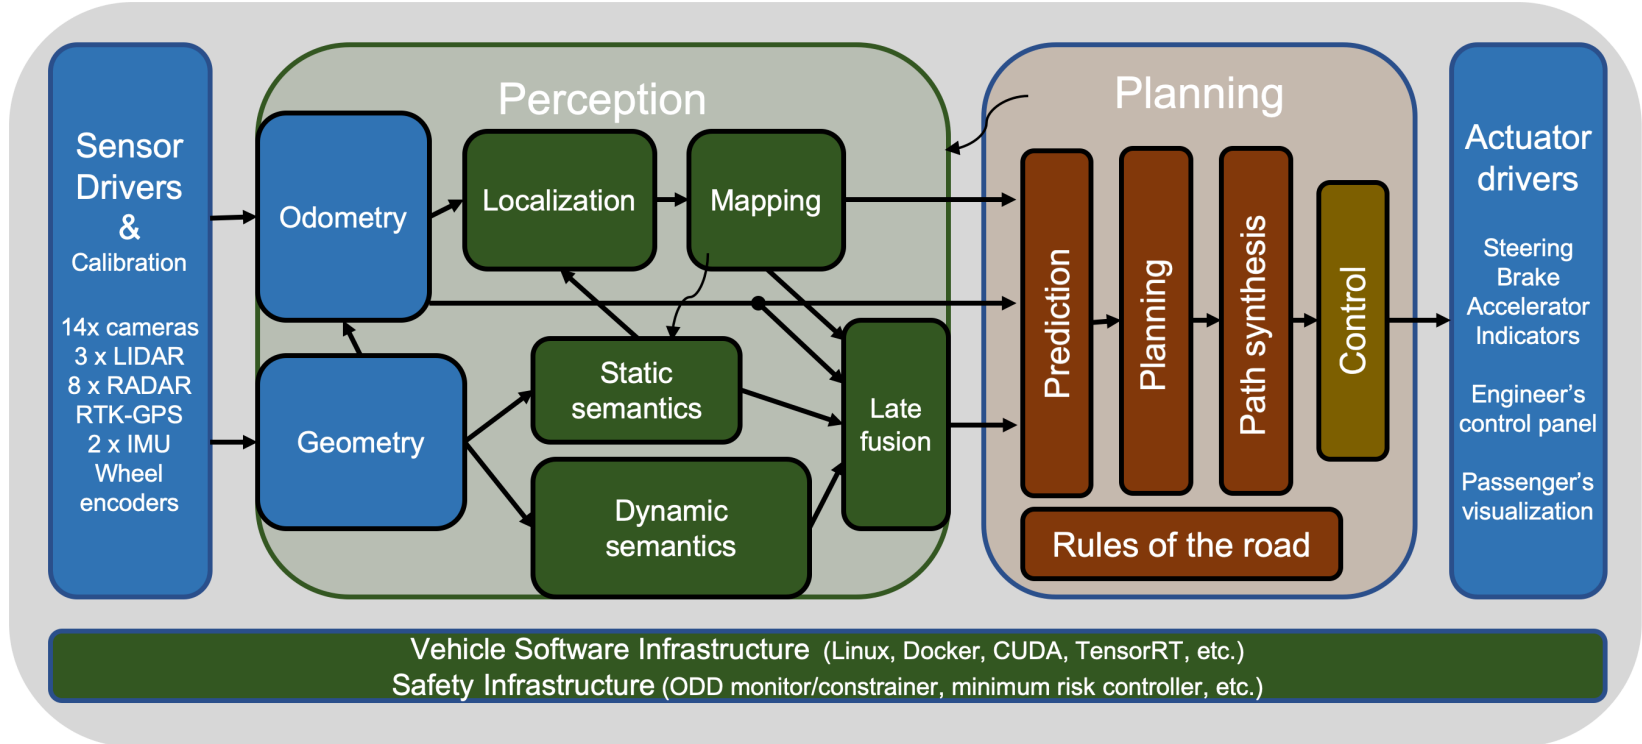 Sensor
Drivers
&
Calibration
14x cameras
3 x LIDAR
8 x RADAR
RTK-GPS
2 x IMU
Wheel
encoders
Perception
Odometry
Localization
Mapping
Geometry
Static
semantics
Dynamic
semantics
Late
fusion
Planning
Prediction
Planning
Path synthesis
Control
Rules of the road
Actuator
drivers
Steering
Brake
Accelerator
Indicators
Engineer’s
control panel
Passenger’s
visualization
Vehicle Software Infrastructure (Linux, Docker, CUDA, TensorRT, etc.)
Safety Infrastructure (ODD monitor/constrainer, minimum risk controller, etc.)